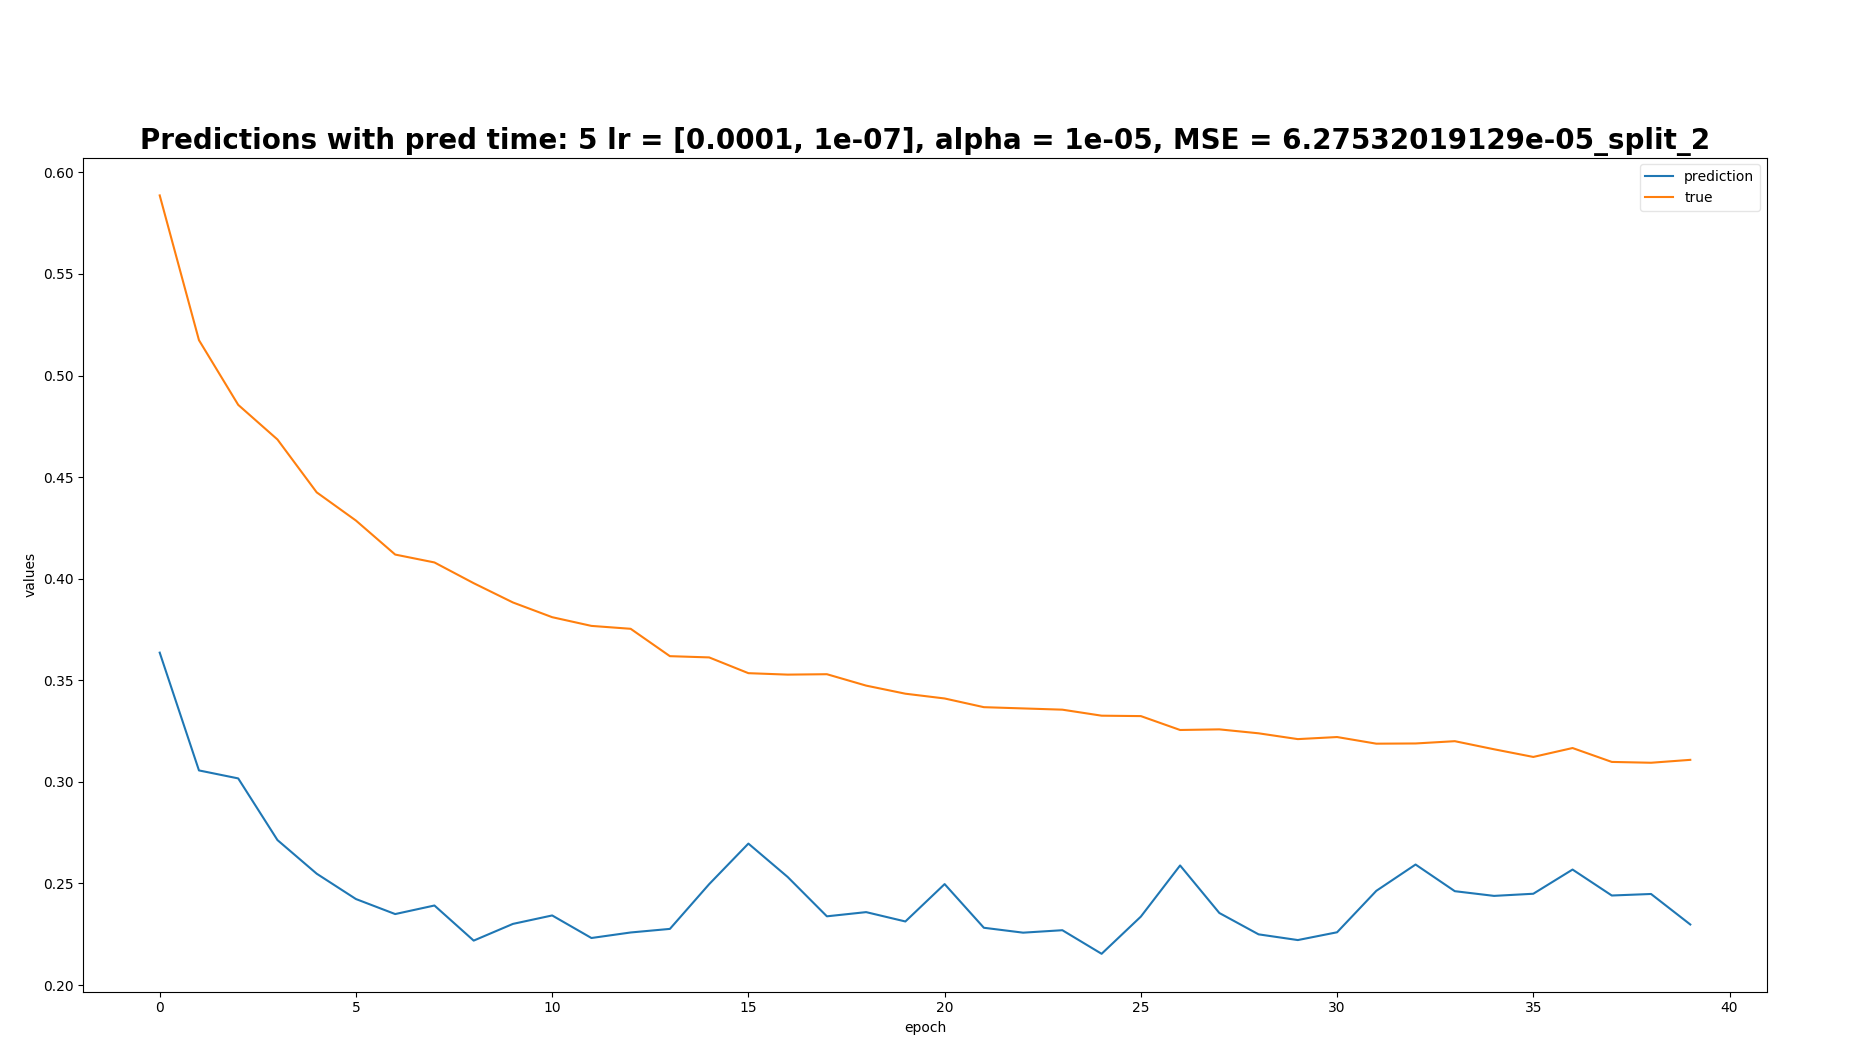 Predictions with pred time: 5 lr = [0.0001, 1e-07], alpha = 1e-05, MSE = 6.27532019129e-05_split_2
prediction
true
0.60
0.55
0.50
0.45
0.40
0.35
0.30
0.25
0.20
values
0 5 10 15 20 25 30 35 40
epoch